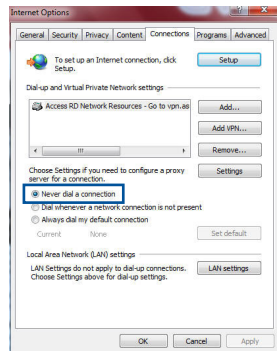 Internet Options
General Security Privacy Content Connections Programs Advanced
To set up an Internet connection, click
Setup.
Setup
Dial-up and Virtual Private Network settings
Access RD Network Resources - Go to vpn.as
Add...
Add VPN...
Remove...
Choose Settings if you need to configure a proxy
server for a connection.
Settings
Never dial a connection
Dial whenever a network connection is not present
Always dial my default connection
Current None
Set default
Local Area Network (LAN) settings
LAN Settings do not apply to dial-up connections.
Choose Settings above for dial-up settings.
LAN settings
OK Cancel Apply